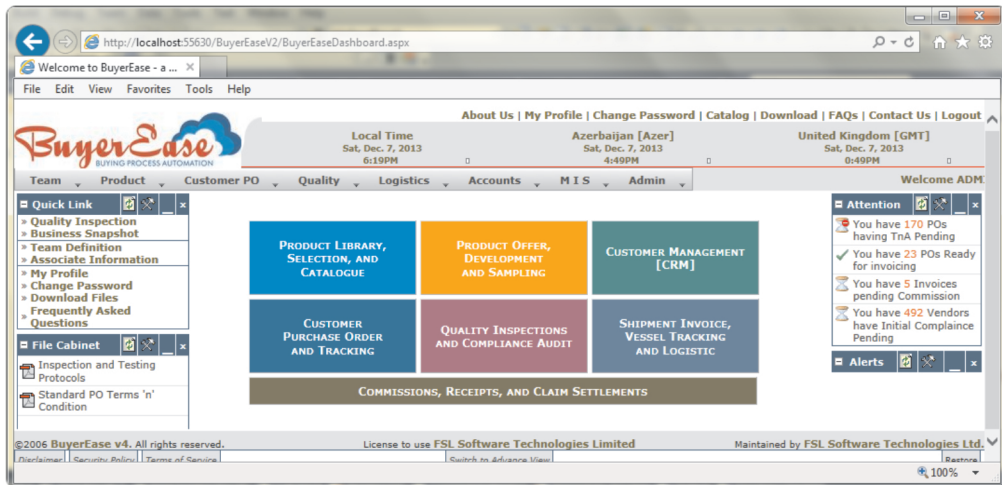 http://localhost:55630/BuyerEaseV2/BuyerEaseDashboard.aspx
Welcome to BuyerEase - a ...
File Edit View Favorites Tools Help
About Us | My Profile | Change Password | Catalog | Download | FAQs | Contact Us | Logout
BuyerEase
BUYING PROCESS AUTOMATION
Local Time
Sat, Dec. 7, 2013
6:19PM
Azerbaijan [Azer]
Sat, Dec. 7, 2013
4:49PM
United Kingdom [GMT]
Sat, Dec. 7, 2013
0:49PM
Team Product Customer PO Quality Logistics Accounts M I S Admin
Welcome ADM
Quick Link
» Quality Inspection
» Business Snapshot
» Team Definition
» Associate Information
» My Profile
» Change Password
» Download Files
» Frequently Asked
Questions
File Cabinet
Inspection and Testing
Protocols
Standard PO Terms 'n'
Condition
PRODUCT LIBRARY,
SELECTION, AND
CATALOGUE
PRODUCT OFFER,
DEVELOPMENT
AND SAMPLING
CUSTOMER MANAGEMENT
[CRM]
CUSTOMER
PURCHASE ORDER
AND TRACKING
QUALITY INSPECTIONS
AND COMPLIANCE AUDIT
SHIPMENT INVOICE,
VESSEL TRACKING
AND LOGISTIC
COMMISSIONS, RECEIPTS, AND CLAIM SETTLEMENTS
Attention
You have 170 POs
having TnA Pending
You have 23 POs Ready
for invoicing
You have 5 Invoices
pending Commission
You have 492 Vendors
have Initial Complaince
Pending
Alerts
©2006 BuyerEase v4. All rights reserved.
License to use FSL Software Technologies Limited
Maintained by FSL Software Technologies Ltd.
Disclaimer Security Policy Terms of Service
Switch to Advance View
Restore
100%